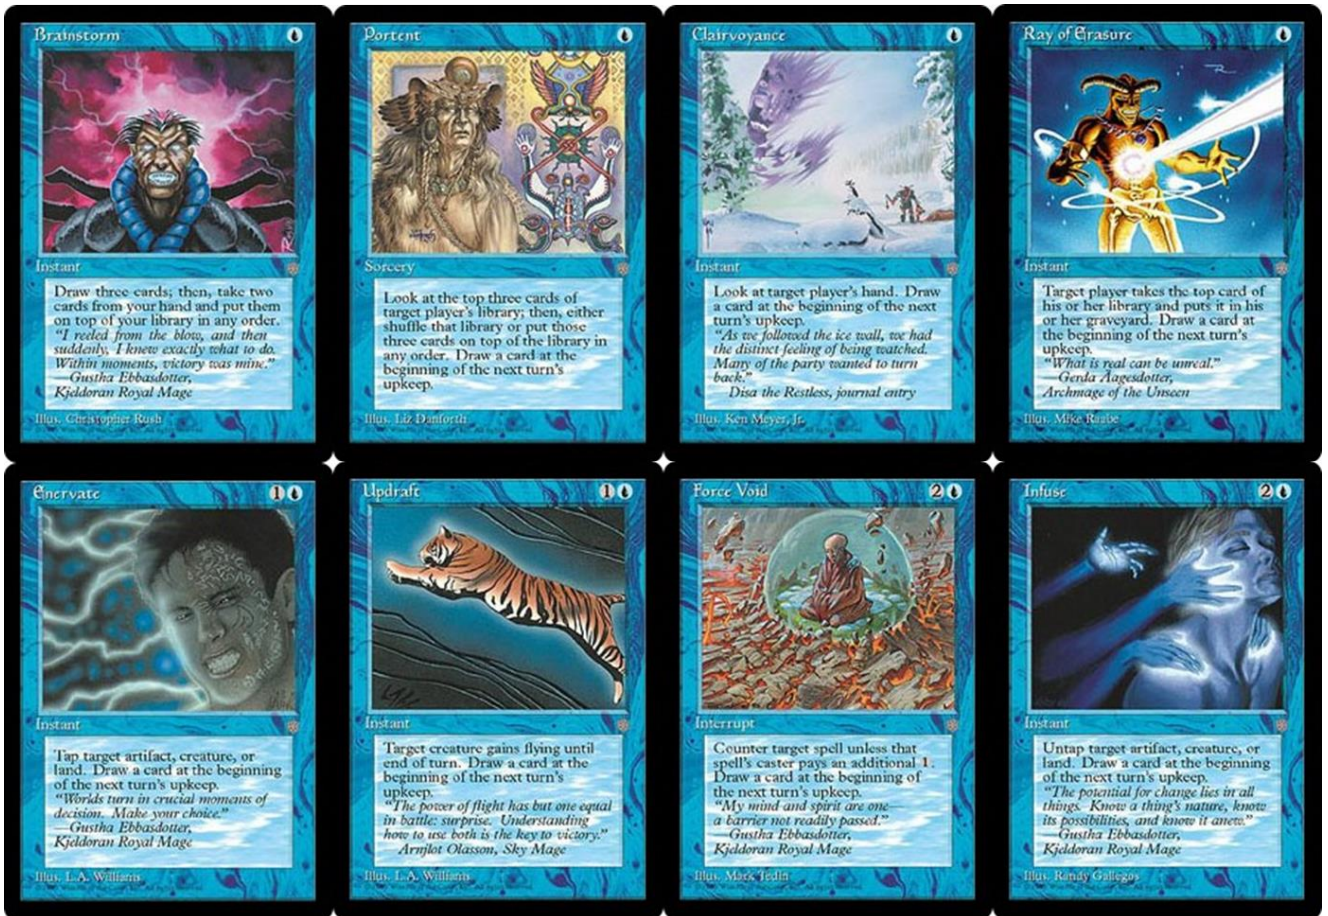 Brainstorm
Instant
Draw three cards; then, take two
cards from your hand and put them
on top of your library in any order.
"I reeled from the blow, and then
suddenly, I knew exactly what to do.
Within moments, victory was mine."
—Gustha Ebbasdotter,
Kjeldoran Royal Mage
Illus. Christopher Rush
Portent
Sorcery
Look at the top three cards of
target player's library; then, either
shuffle that library or put those
three cards on top of the library in
any order. Draw a card at the
beginning of the next turn's
upkeep.
Illus. Liz Danforth
Clairvoyance
Instant
Look at target player's hand. Draw
a card at the beginning of the next
turn's upkeep.
"As we followed the ice wall, we had
the distinct feeling of being watched.
Many of the party wanted to turn
back."
Disa the Restless, journal entry
Illus. Ken Meyer, Jr.
Ray of Erasure
Instant
Target player takes the top card of
his or her library and puts it in his
or her graveyard. Draw a card at
the beginning of the next turn's
upkeep.
"What is real can be unreal."
—Gerda Äagesdotter,
Archmage of the Unseen
Illus. Mike Raabe
Enervate
1
Instant
Tap target artifact, creature, or
land. Draw a card at the beginning
of the next turn's upkeep.
"Worlds turn in crucial moments of
decision. Make your choice."
—Gustha Ebbasdotter,
Kjeldoran Royal Mage
Illus. L.A. Williams
Updraft
1
Instant
Target creature gains flying until
end of turn. Draw a card at the
beginning of the next turn's
upkeep.
"The power of flight has but one equal
in battle: surprise. Understanding
how to use both is the key to victory."
Arnjlot Olasson, Sky Mage
Illus. L.A. Williams
Force Void
2
Interrupt
Counter target spell unless that
spell's caster pays an additional 1.
Draw a card at the beginning of
the next turn's upkeep.
"My mind and spirit are one—
a barrier not readily passed."
—Gustha Ebbasdotter,
Kjeldoran Royal Mage
Illus. Mark Tedin
Infuse
2
Instant
Untap target artifact, creature, or
land. Draw a card at the beginning
of the next turn's upkeep.
"The potential for change lies in all
things. Know a thing's nature, know
its possibilities, and know it anew."
—Gustha Ebbasdotter,
Kjeldoran Royal Mage
Illus. Randy Gallegos